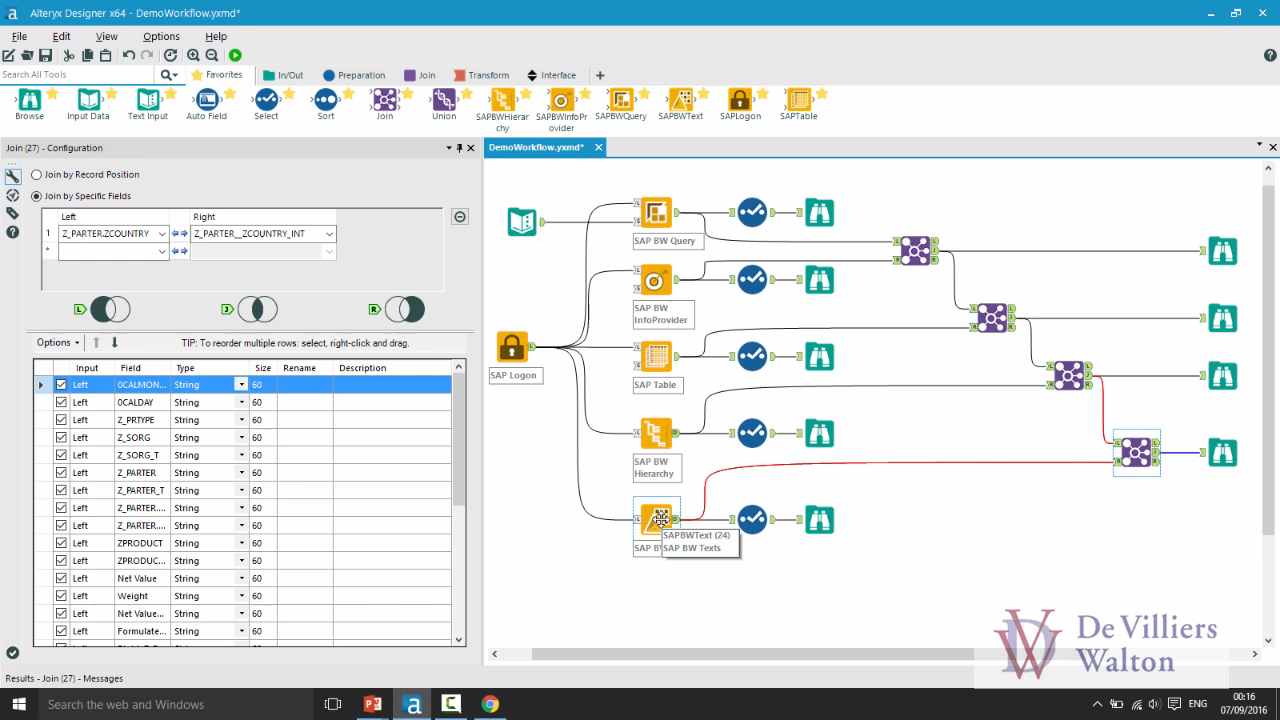 Alteryx Designer x64 - DemoWorkflow.yxmd*
File Edit View Options Help
Search All Tools
Favorites In/Out Preparation Join Transform Interface +
Browse Input Data Text Input Auto Field Select Sort Join Union SAPBWHierar SAPBWInfoPro SAPBWQuery SAPBWText SAPLogon SAPTable
chy vider
Join (27) - Configuration
DemoWorkflow.yxmd*
Join by Record Position
Join by Specific Fields
Left Right
1 Z_PARTER.ZCOUNTRY Z_PARTER__ZCOUNTRY_INT
*
L J R
Options TIP: To reorder multiple rows: select, right-click and drag.
Input Field Type Size Rename Description
Left 0CALMON... String 60
Left 0CALDAY String 60
Left Z_PRTYPE String 60
Left Z_SORG String 60
Left Z_SORG_T String 60
Left Z_PARTER String 60
Left Z_PARTER_T String 60
Left Z_PARTER.... String 60
Left Z_PARTER.... String 60
Left ZPRODUCT String 60
Left ZPRODUC... String 60
Left Net Value String 60
Left Weight String 60
Left Net Value... String 60
Left Formulate... String 60
SAP BW Query
SAP BW
InfoProvider
SAP Logon
SAP Table
SAP BW
Hierarchy
SAP B
SAPBWText (24)
SAP BW Texts
De Villiers
Walton
Results - Join (27) - Messages
Search the web and Windows
ENG
00:16
07/09/2016